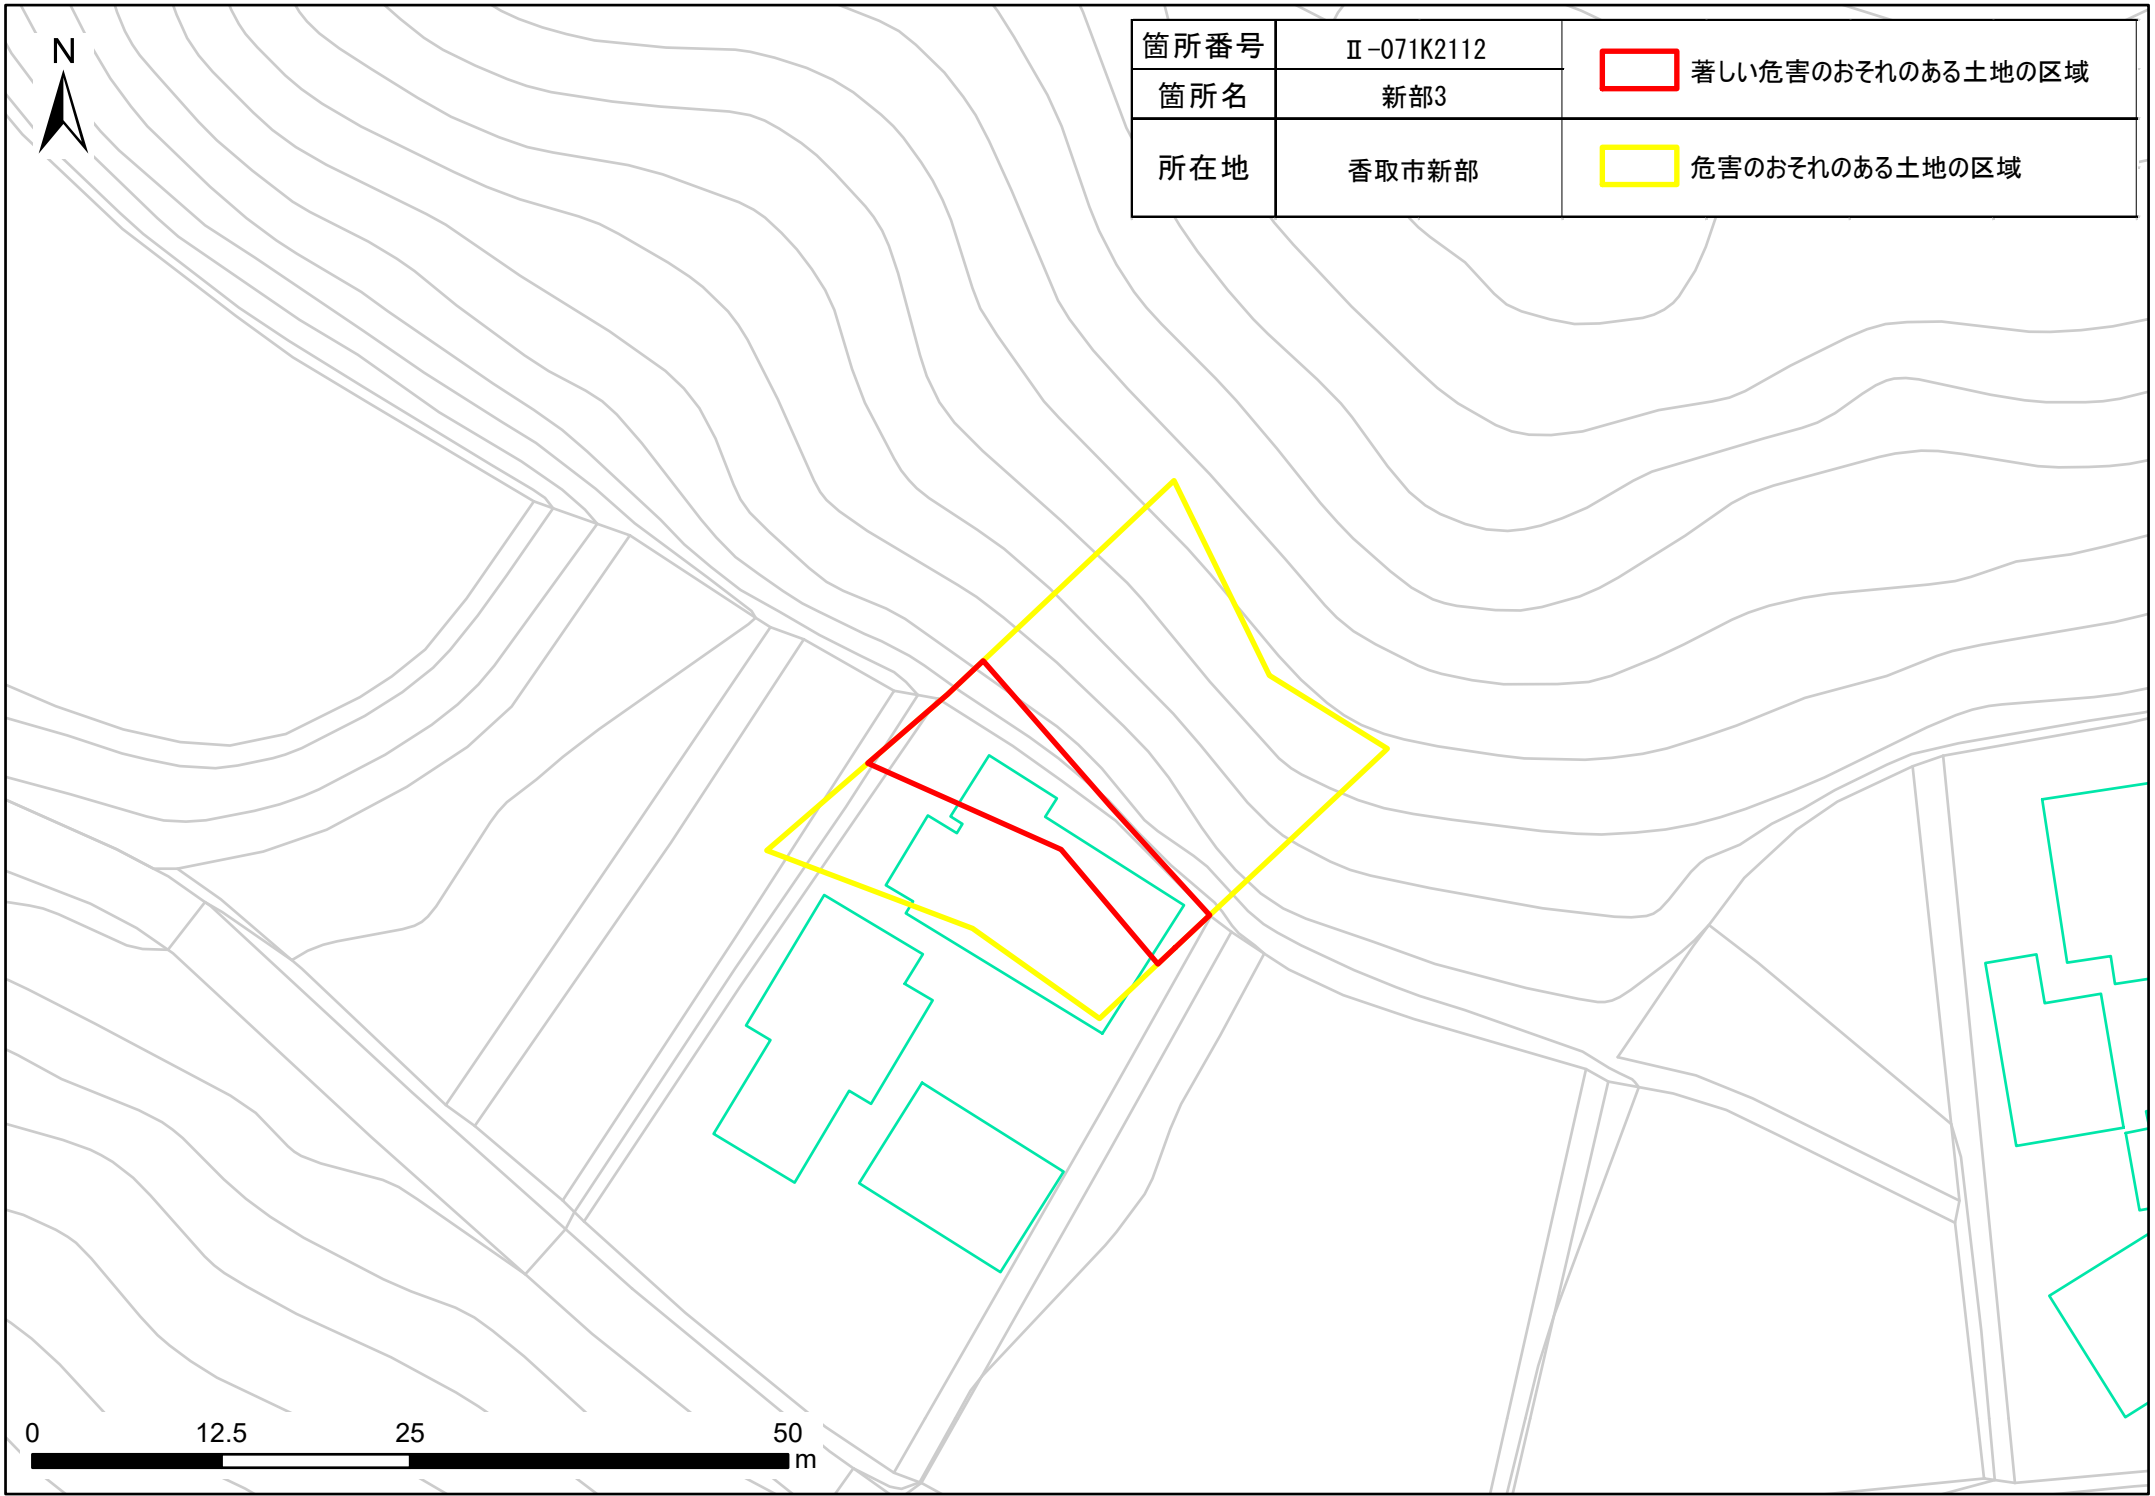 N
箇所番号 Ⅱ-071K2112
箇所名 新部3
所在地 香取市新部
著しい危害のおそれのある土地の区域
危害のおそれのある土地の区域
0 12.5 25 50
m